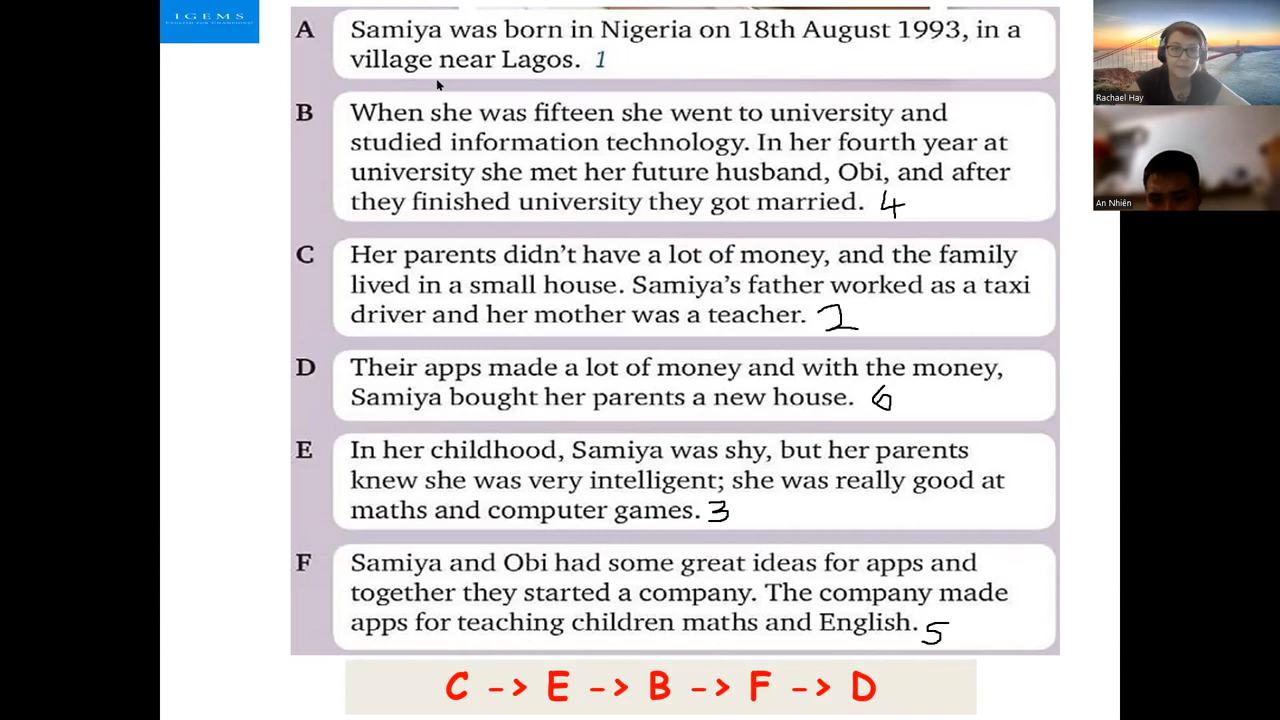 IGEMS
A Samiya was born in Nigeria on 18th August 1993, in a
village near Lagos. 1
B When she was fifteen she went to university and
studied information technology. In her fourth year at
university she met her future husband, Obi, and after
they finished university they got married. 4
C Her parents didn't have a lot of money, and the family
lived in a small house. Samiya's father worked as a taxi
driver and her mother was a teacher. 2
D Their apps made a lot of money and with the money,
Samiya bought her parents a new house. 6
E In her childhood, Samiya was shy, but her parents
knew she was very intelligent; she was really good at
maths and computer games. 3
F Samiya and Obi had some great ideas for apps and
together they started a company. The company made
apps for teaching children maths and English. 5
C -> E -> B -> F -> D
Rachael Hay
An Nhiên